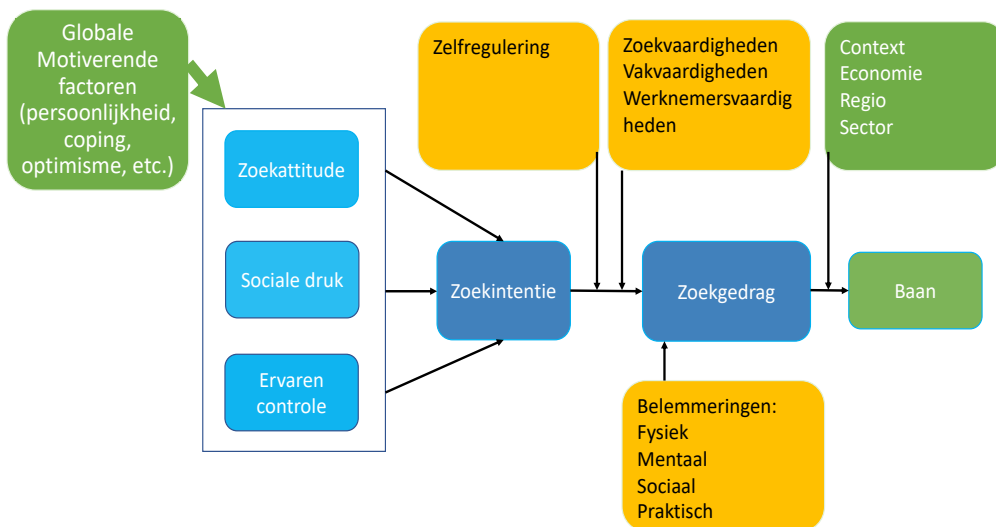 Globale
Motiverende
factoren
(persoonlijkheid,
coping,
optimisme, etc.)
Zelfregulering
Zoekvaardigheden
Vakvaardigheden
Werknemersvaardig
heden
Context
Economie
Regio
Sector
Zoekattitude
Sociale druk
Ervaren
controle
Zoekintentie
Zoekgedrag
Baan
Belemmeringen:
Fysiek
Mentaal
Sociaal
Praktisch